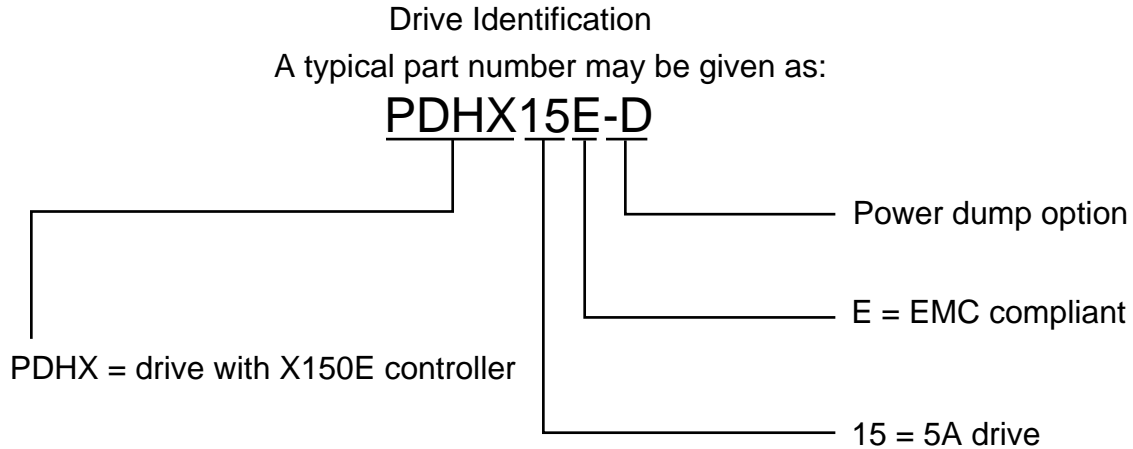 Drive Identification
A typical part number may be given as:
PDHX15E-D
Power dump option
E = EMC compliant
PDHX = drive with X150E controller
15 = 5A drive